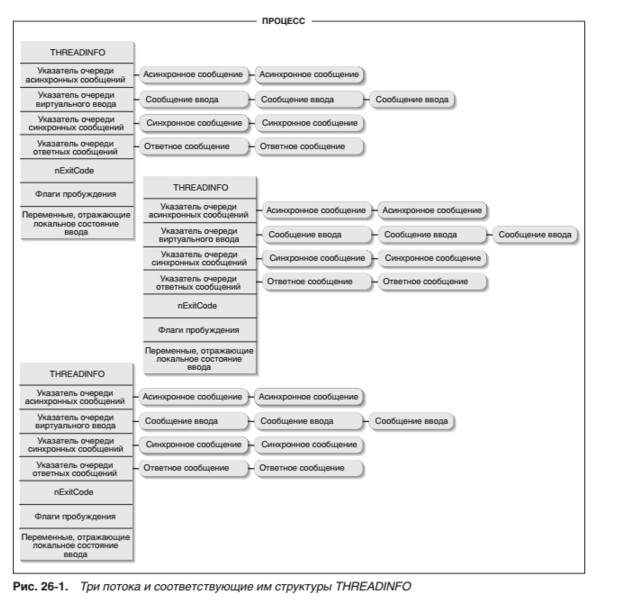 ПРОЦЕСС
THREADINFO
Указатель очереди
асинхронных сообщений
Асинхронное сообщение
Асинхронное сообщение
Указатель очереди
виртуального ввода
Сообщение ввода
Сообщение ввода
Сообщение ввода
Указатель очереди
синхронных сообщений
Синхронное сообщение
Синхронное сообщение
Указатель очереди
ответных сообщений
Ответное сообщение
Ответное сообщение
nExitCode
Флаги пробуждения
Переменные, отражающие
локальное состояние
ввода
THREADINFO
Указатель очереди
асинхронных сообщений
Асинхронное сообщение
Асинхронное сообщение
Указатель очереди
виртуального ввода
Сообщение ввода
Сообщение ввода
Сообщение ввода
Указатель очереди
синхронных сообщений
Синхронное сообщение
Синхронное сообщение
Указатель очереди
ответных сообщений
Ответное сообщение
Ответное сообщение
nExitCode
Флаги пробуждения
Переменные, отражающие
локальное состояние
ввода
THREADINFO
Указатель очереди
асинхронных сообщений
Асинхронное сообщение
Асинхронное сообщение
Указатель очереди
виртуального ввода
Сообщение ввода
Сообщение ввода
Сообщение ввода
Указатель очереди
синхронных сообщений
Синхронное сообщение
Синхронное сообщение
Указатель очереди
ответных сообщений
Ответное сообщение
Ответное сообщение
nExitCode
Флаги пробуждения
Переменные, отражающие
локальное состояние
ввода
Рис. 26-1. Три потока и соответствующие им структуры THREADINFO